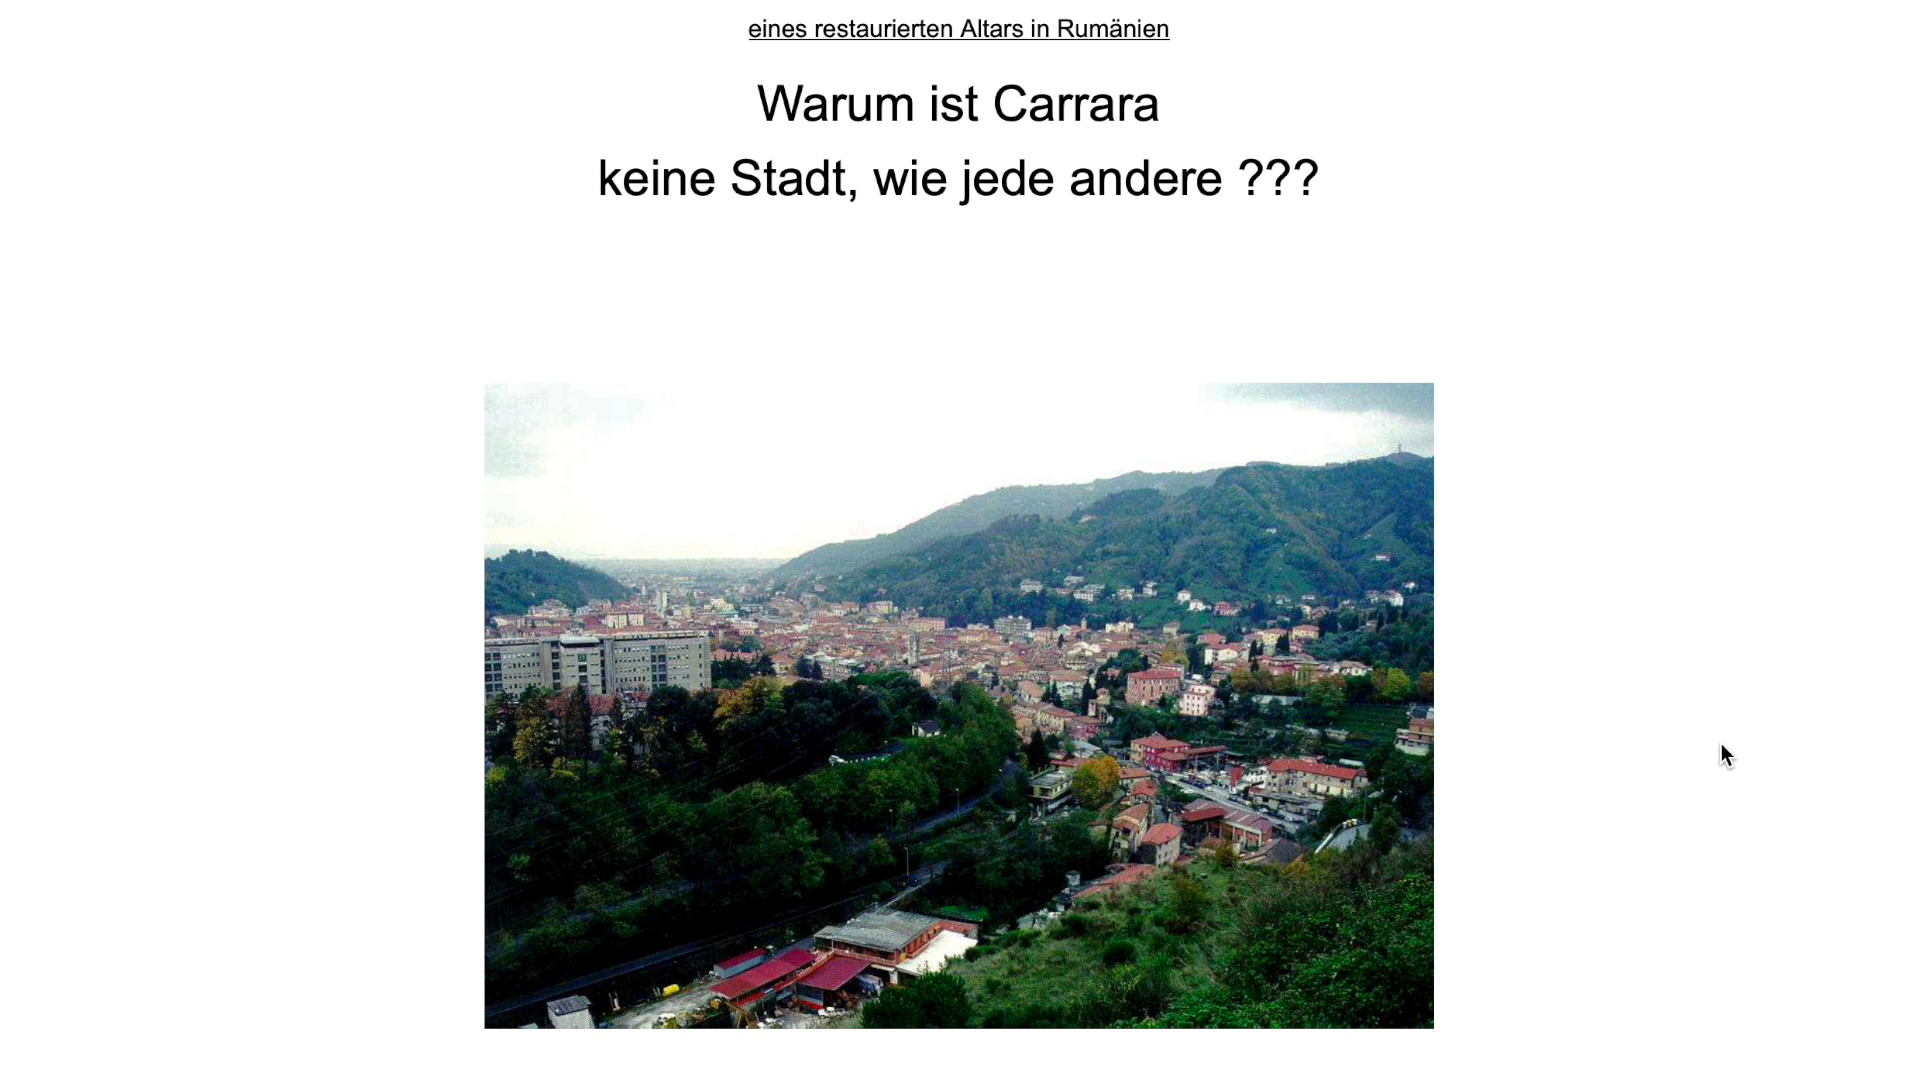 eines restaurierten Altars in Rumänien
Warum ist Carrara
keine Stadt, wie jede andere ???